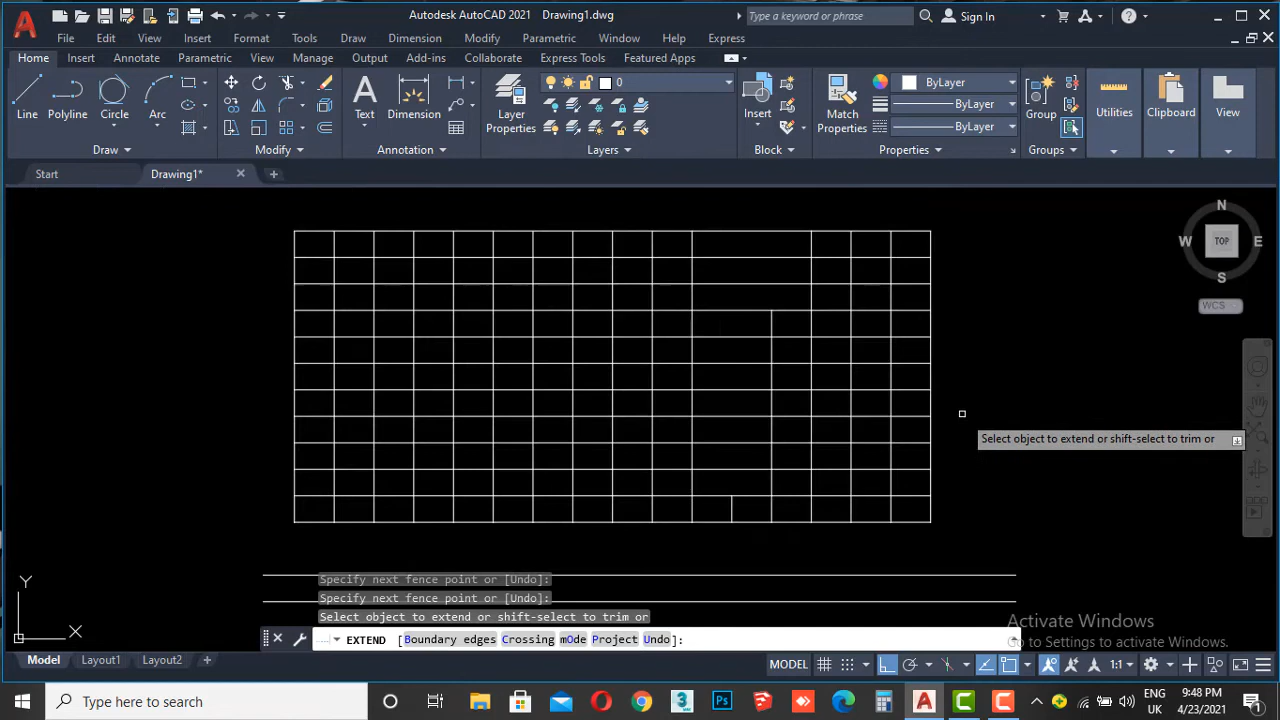 Autodesk AutoCAD 2021 Drawing1.dwg
Type a keyword or phrase
Sign In
File Edit View Insert Format Tools Draw Dimension Modify Parametric Window Help Express
Home Insert Annotate Parametric View Manage Output Add-ins Collaborate Express Tools Featured Apps
0
ByLayer
ByLayer
ByLayer
Line Polyline Circle Arc
Text Dimension
Layer
Properties
Insert
Match
Properties
Group
Utilities Clipboard View
Draw Modify Annotation Layers Block Properties Groups
Start Drawing1*
N
W TOP E
S
WCS
Select object to extend or shift-select to trim or
Y
X
Specify next fence point or [Undo]:
Specify next fence point or [Undo]:
Select object to extend or shift-select to trim or
EXTEND [Boundary edges Crossing mOde Project Undo]:
Activate Windows
Go to Settings to activate Windows.
Model Layout1 Layout2 +
MODEL
1:1
Type here to search
3
Ps
ENG
UK
9:48 PM
4/23/2021
1